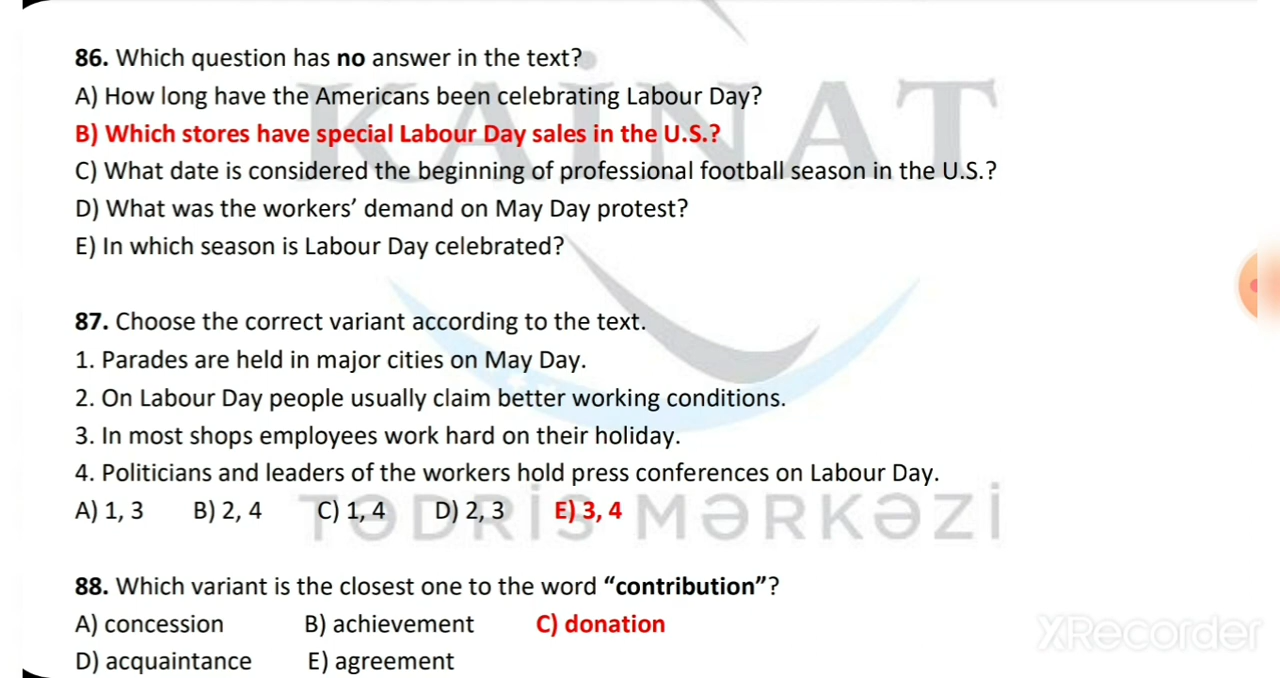 86. Which question has no answer in the text?
A) How long have the Americans been celebrating Labour Day?
B) Which stores have special Labour Day sales in the U.S.?
C) What date is considered the beginning of professional football season in the U.S.?
D) What was the workers’ demand on May Day protest?
E) In which season is Labour Day celebrated?
87. Choose the correct variant according to the text.
1. Parades are held in major cities on May Day.
2. On Labour Day people usually claim better working conditions.
3. In most shops employees work hard on their holiday.
4. Politicians and leaders of the workers hold press conferences on Labour Day.
A) 1, 3 B) 2, 4 C) 1, 4 D) 2, 3 E) 3, 4
88. Which variant is the closest one to the word “contribution”?
A) concession B) achievement C) donation
D) acquaintance E) agreement
KAİNAT
TƏDRİS MƏRKƏZİ
XRecorder